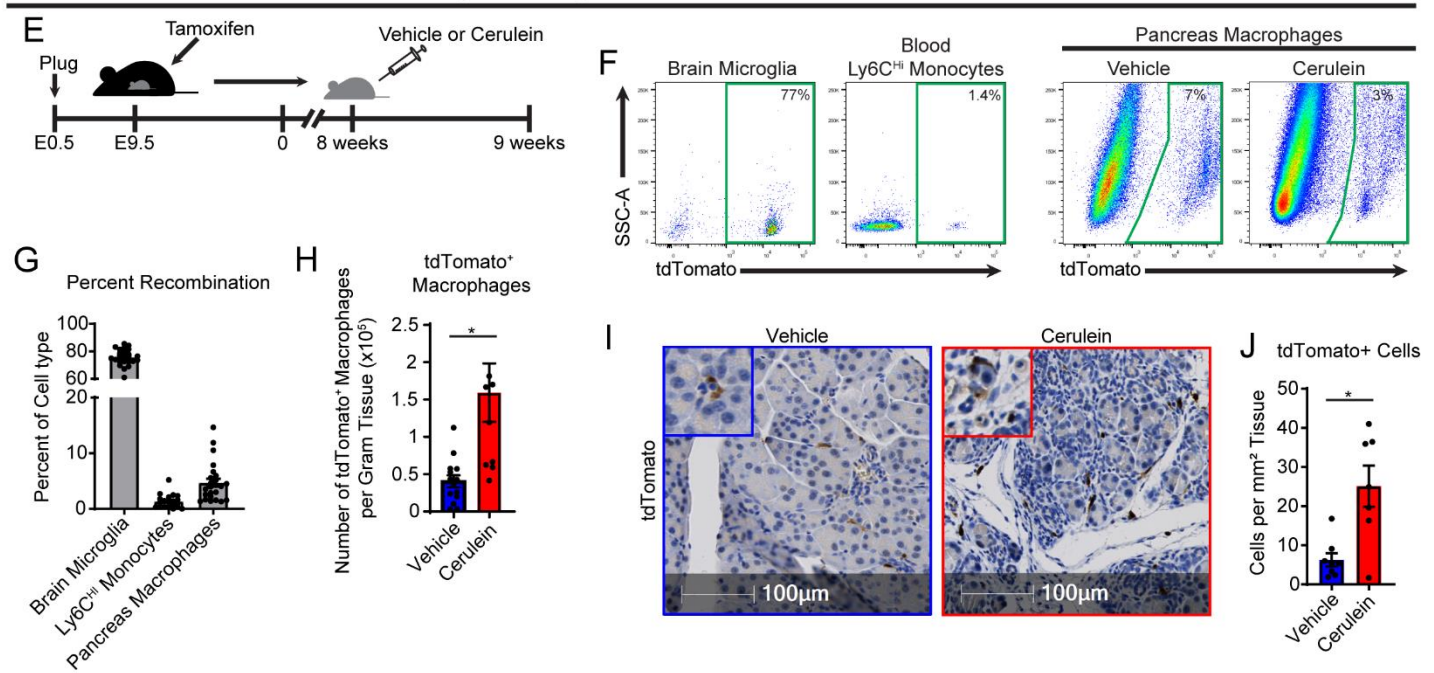 E
Tamoxifen
Vehicle or Cerulein
Plug
E0.5
E9.5
0
8 weeks
9 weeks
F
Brain Microglia
Blood
Ly6Cᴴⁱ Monocytes
Pancreas Macrophages
Vehicle
Cerulein
77%
1.4%
7%
3%
SSC-A
tdTomato
tdTomato
G
Percent Recombination
Percent of Cell type
100
80
60
20
10
0
Brain Microglia
Ly6Cᴴᴵ Monocytes
Pancreas Macrophages
H
tdTomato⁺
Macrophages
Number of tdTomato⁺ Macrophages
per Gram Tissue (x10⁵)
2.5
2
1.5
1
0.5
0
*
Vehicle
Cerulein
I
Vehicle
Cerulein
tdTomato
100μm
100μm
J
tdTomato+ Cells
Cells per mm² Tissue
50
40
30
20
10
0
*
Vehicle
Cerulein